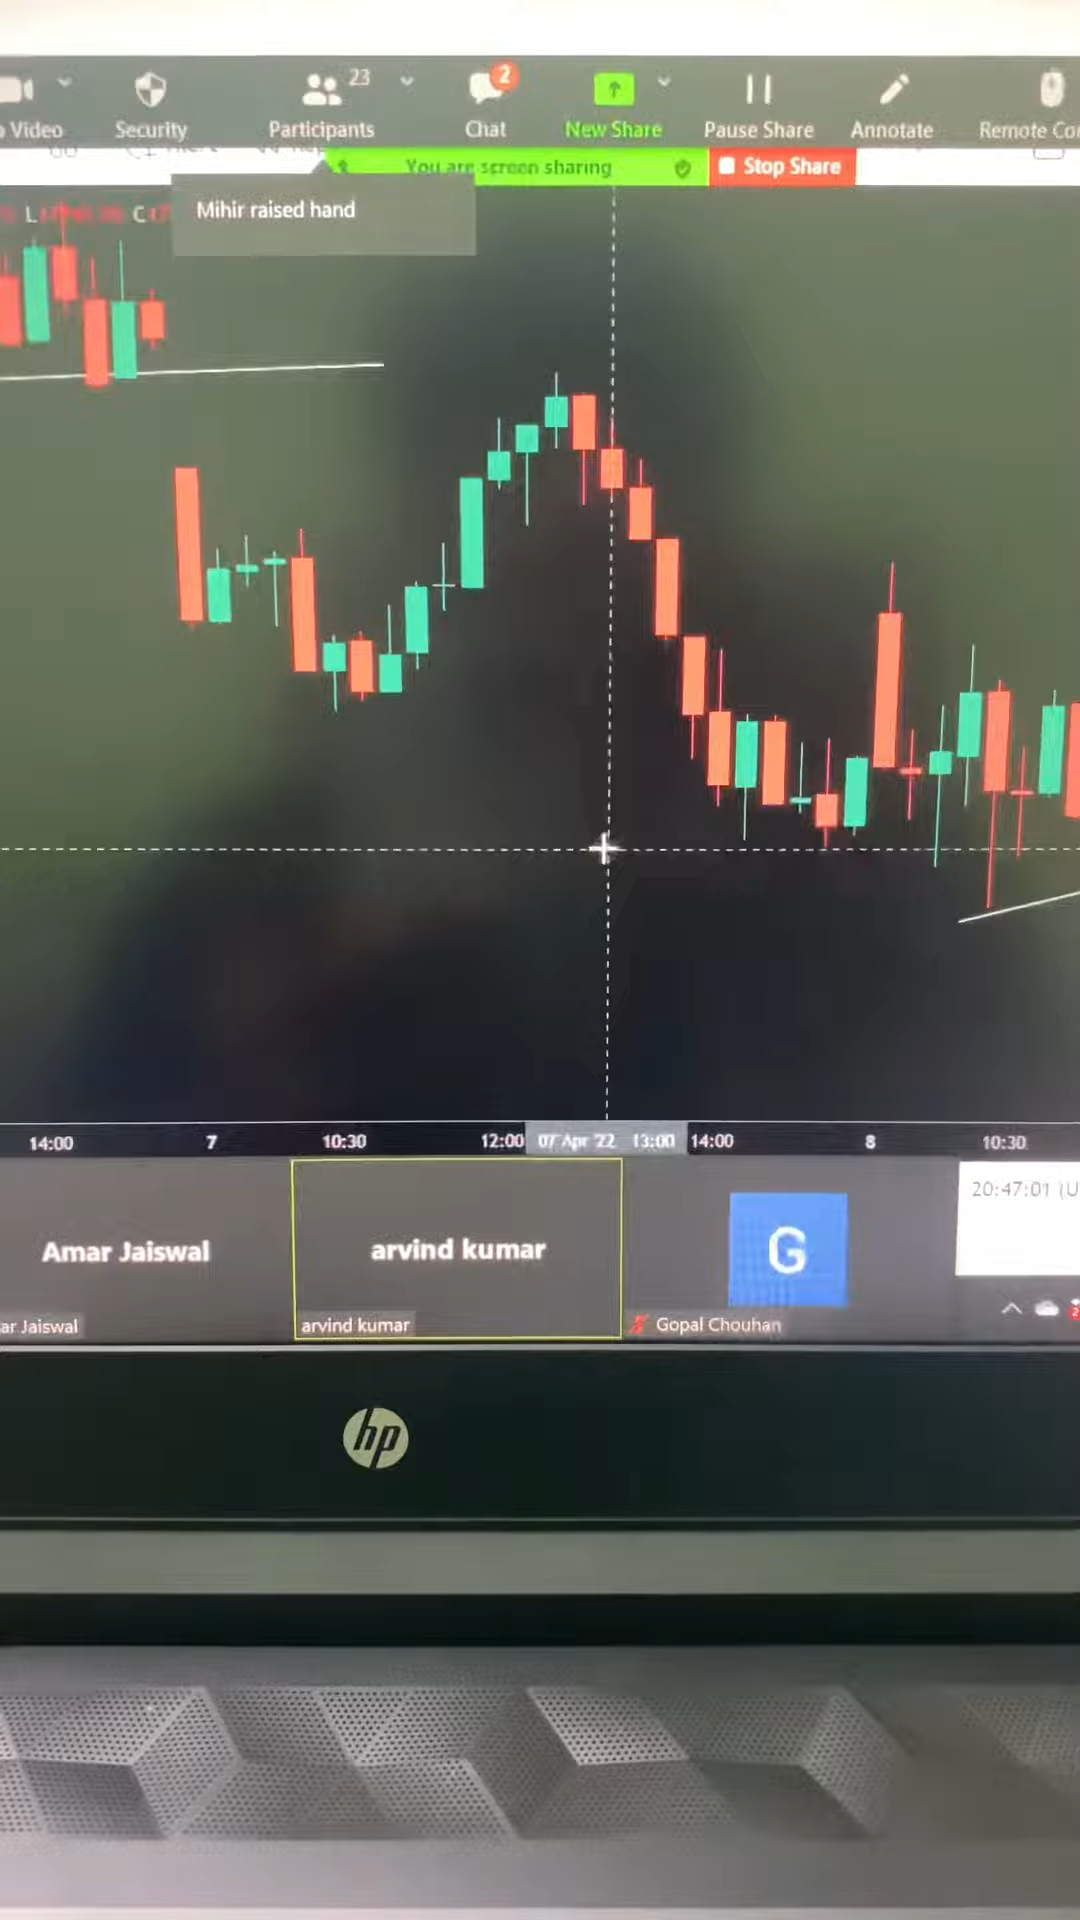 Video
Security
Participants
23
Chat
2
New Share
Pause Share
Annotate
Remote
You are screen sharing
Stop Share
Mihir raised hand
L
C
14:00
7
10:30
12:00
07 Apr '22 13:00
14:00
8
10:30
Amar Jaiswal
arvind kumar
G
20:47:01 (U
ar Jaiswal
arvind kumar
Gopal Chouhan
2
hp